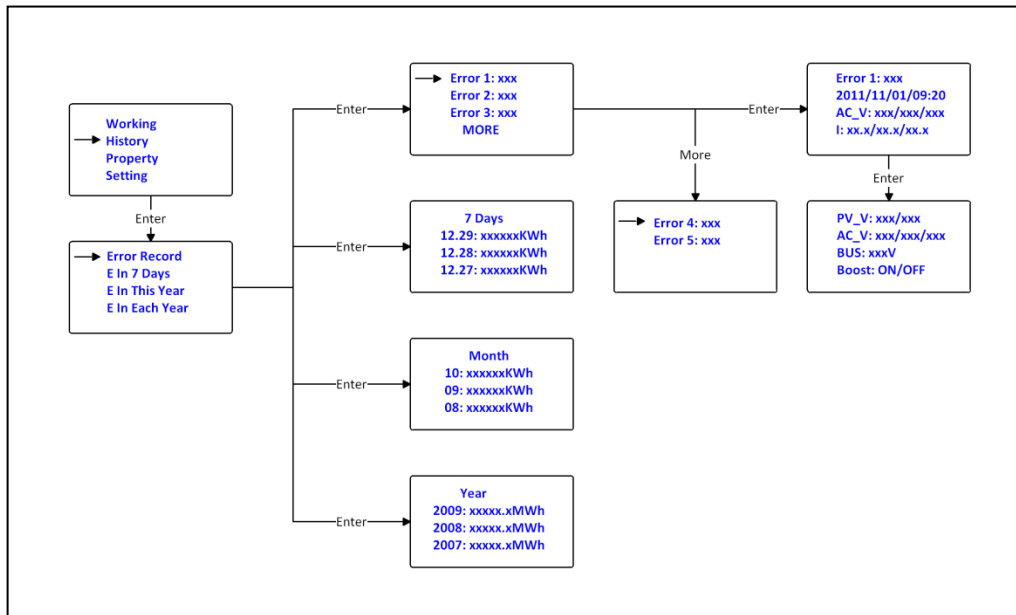 Working
History
Property
Setting
Enter
Error Record
E In 7 Days
E In This Year
E In Each Year
Enter
Error 1: xxx
Error 2: xxx
Error 3: xxx
MORE
Enter
Error 1: xxx
2011/11/01/09:20
AC_V: xxx/xxx/xxx
I: xx.x/xx.x/xx.x
More
Enter
Error 4: xxx
Error 5: xxx
PV_V: xxx/xxx
AC_V: xxx/xxx/xxx
BUS: xxxV
Boost: ON/OFF
Enter
7 Days
12.29: xxxxxxKWh
12.28: xxxxxxKWh
12.27: xxxxxxKWh
Enter
Month
10: xxxxxxKWh
09: xxxxxxKWh
08: xxxxxxKWh
Enter
Year
2009: xxxxx.xMWh
2008: xxxxx.xMWh
2007: xxxxx.xMWh